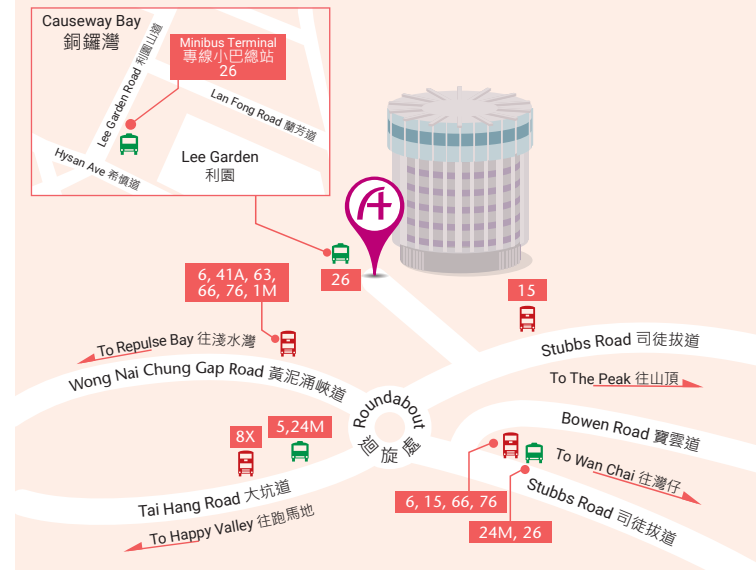 Causeway Bay
銅鑼灣
Minibus Terminal
專線小巴總站
26
Lee Garden Road 利園山道
Lan Fong Road 蘭芳道
Hysan Ave 希慎道
Lee Garden
利園
26
6, 41A, 63,
66, 76, 1M
15
To Repulse Bay 往淺水灣
Wong Nai Chung Gap Road 黃泥涌峽道
Stubbs Road 司徒拔道
To The Peak 往山頂
Roundabout
迴旋處
Bowen Road 寶雲道
8X
5,24M
Tai Hang Road 大坑道
To Happy Valley 往跑馬地
6, 15, 66, 76
24M, 26
To Wan Chai 往灣仔
Stubbs Road 司徒拔道